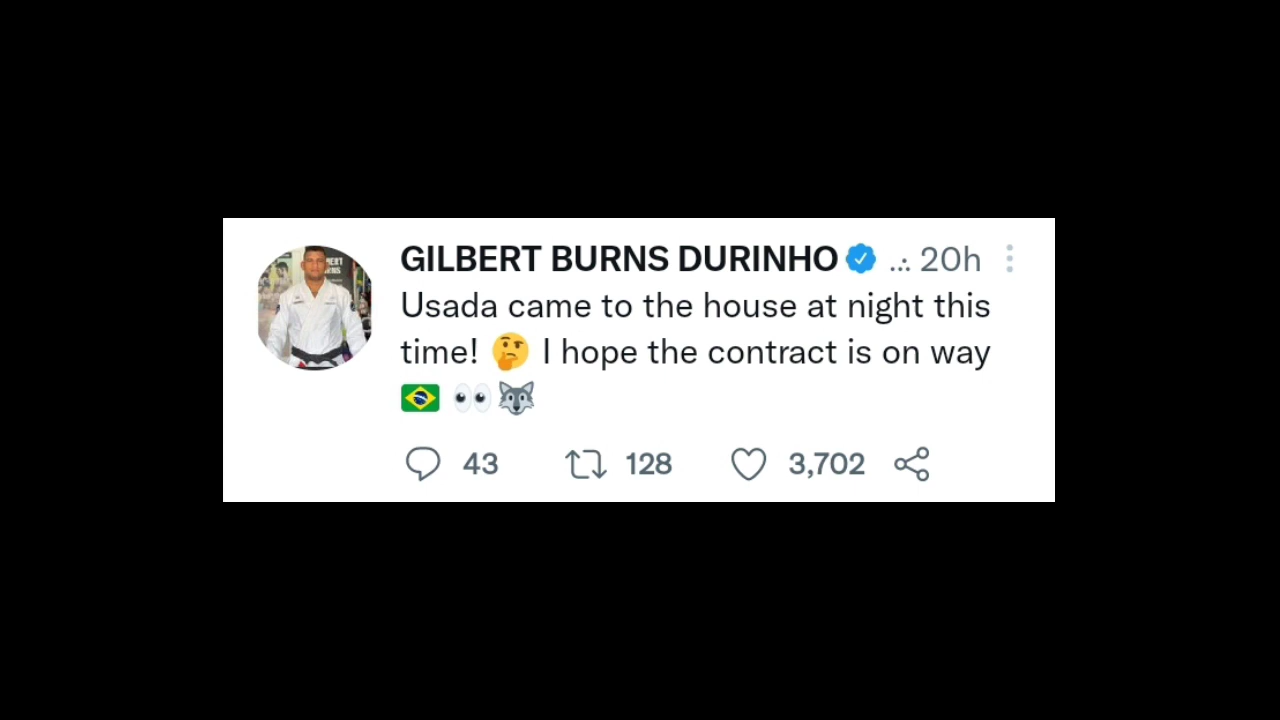 GILBERT BURNS DURINHO .·: 20h
Usada came to the house at night this
time! 🤔 I hope the contract is on way
🇧🇷 👀🐺
43 128 3,702